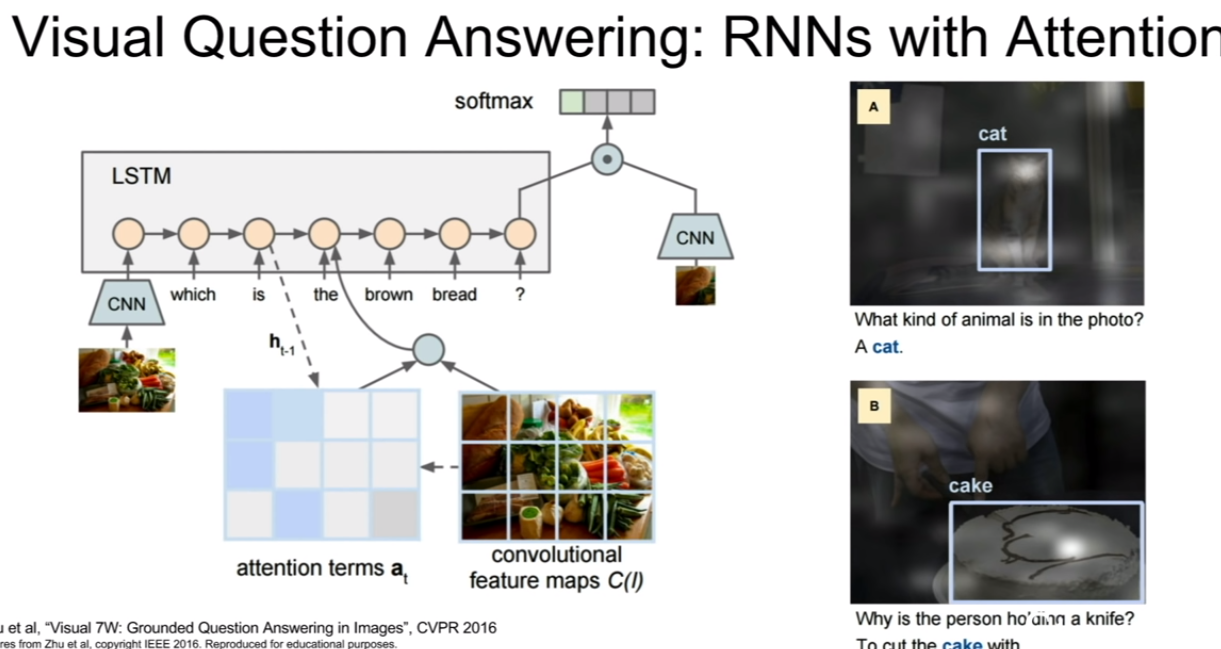 Visual Question Answering: RNNs with Attention
softmax
LSTM
CNN
which is the brown bread ?
CNN
h_t-1
attention terms a_t
convolutional
feature maps C(I)
A
cat
What kind of animal is in the photo?
A cat.
B
cake
Why is the person holding a knife?
To cut the cake with
et al, “Visual 7W: Grounded Question Answering in Images”, CVPR 2016
from Zhu et al, copyright IEEE 2016. Reproduced for educational purposes.